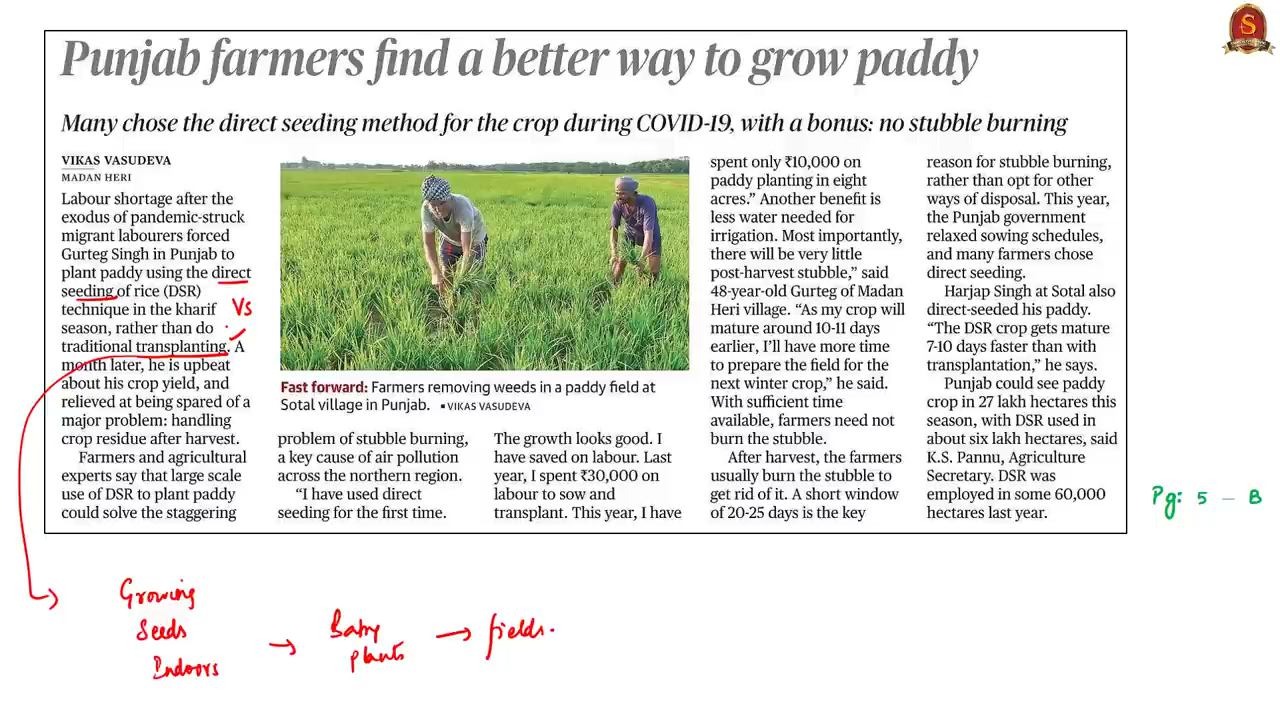 Punjab farmers find a better way to grow paddy
Many chose the direct seeding method for the crop during COVID-19, with a bonus: no stubble burning
VIKAS VASUDEVA
MADAN HERI
Labour shortage after the
exodus of pandemic-struck
migrant labourers forced
Gurteg Singh in Punjab to
plant paddy using the direct
seeding of rice (DSR)
technique in the kharif
season, rather than do
traditional transplanting. A
month later, he is upbeat
about his crop yield, and
relieved at being spared of a
major problem: handling
crop residue after harvest.
Farmers and agricultural
experts say that large scale
use of DSR to plant paddy
could solve the staggering
Vs
Fast forward: Farmers removing weeds in a paddy field at
Sotal village in Punjab. ▪ VIKAS VASUDEVA
problem of stubble burning,
a key cause of air pollution
across the northern region.
"I have used direct
seeding for the first time.
The growth looks good. I
have saved on labour. Last
year, I spent ₹30,000 on
labour to sow and
transplant. This year, I have
spent only ₹10,000 on
paddy planting in eight
acres." Another benefit is
less water needed for
irrigation. Most importantly,
there will be very little
post-harvest stubble," said
48-year-old Gurteg of Madan
Heri village. "As my crop will
mature around 10-11 days
earlier, I'll have more time
to prepare the field for the
next winter crop," he said.
With sufficient time
available, farmers need not
burn the stubble.
After harvest, the farmers
usually burn the stubble to
get rid of it. A short window
of 20-25 days is the key
reason for stubble burning,
rather than opt for other
ways of disposal. This year,
the Punjab government
relaxed sowing schedules,
and many farmers chose
direct seeding.
Harjap Singh at Sotal also
direct-seeded his paddy.
"The DSR crop gets mature
7-10 days faster than with
transplantation," he says.
Punjab could see paddy
crop in 27 lakh hectares this
season, with DSR used in
about six lakh hectares, said
K.S. Pannu, Agriculture
Secretary. DSR was
employed in some 60,000
hectares last year.
Pg: 5 - B
Growing
Seeds
Indoors
→ Baby
plants
→ fields.
S